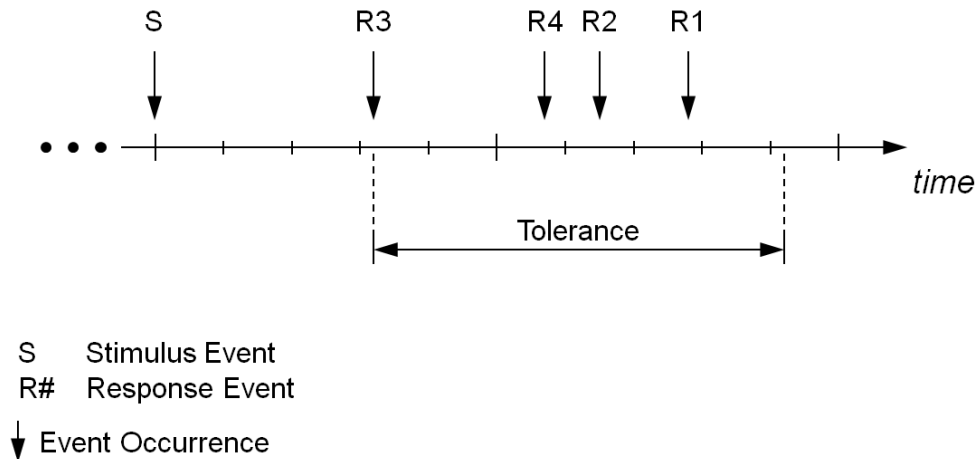 S R3 R4 R2 R1
time
Tolerance
S Stimulus Event
R# Response Event
Event Occurrence